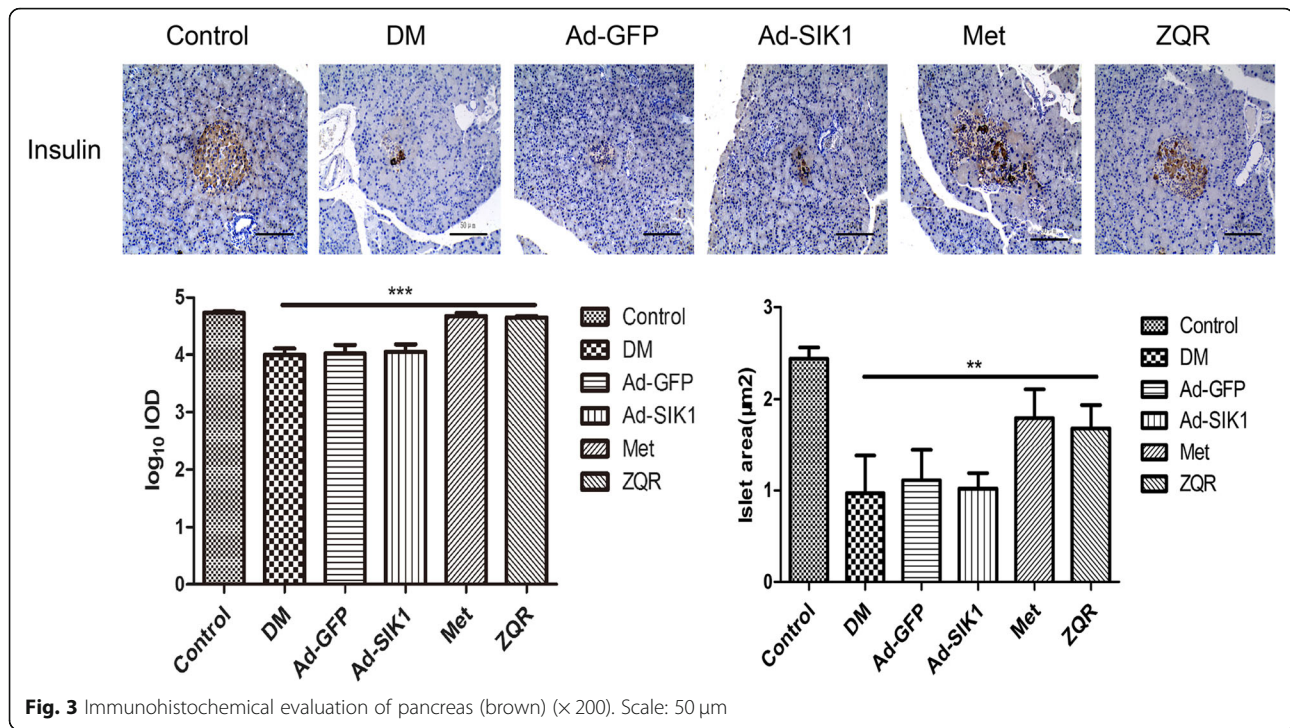 Control DM Ad-GFP Ad-SIK1 Met ZQR
Insulin
50 μm
***
log₁₀ IOD
5
4
3
2
1
0
Control DM Ad-GFP Ad-SIK1 Met ZQR
Control
DM
Ad-GFP
Ad-SIK1
Met
ZQR
**
Islet area(μm2)
3
2
1
0
Control DM Ad-GFP Ad-SIK1 Met ZQR
Control
DM
Ad-GFP
Ad-SIK1
Met
ZQR
Fig. 3 Immunohistochemical evaluation of pancreas (brown) (× 200). Scale: 50 μm